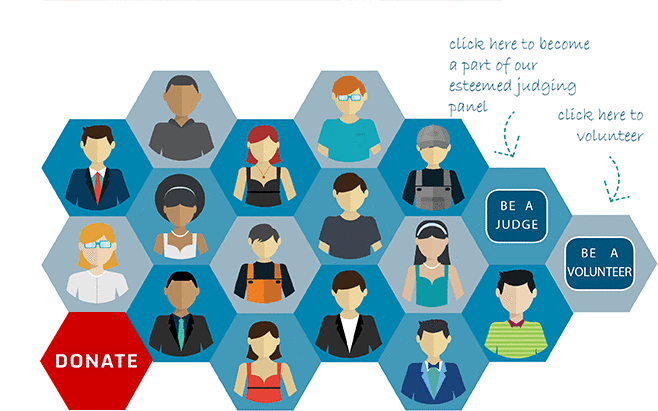 click here to become
a part of our
esteemed judging
panel
click here to
volunteer
BE A
JUDGE
BE A
VOLUNTEER
DONATE